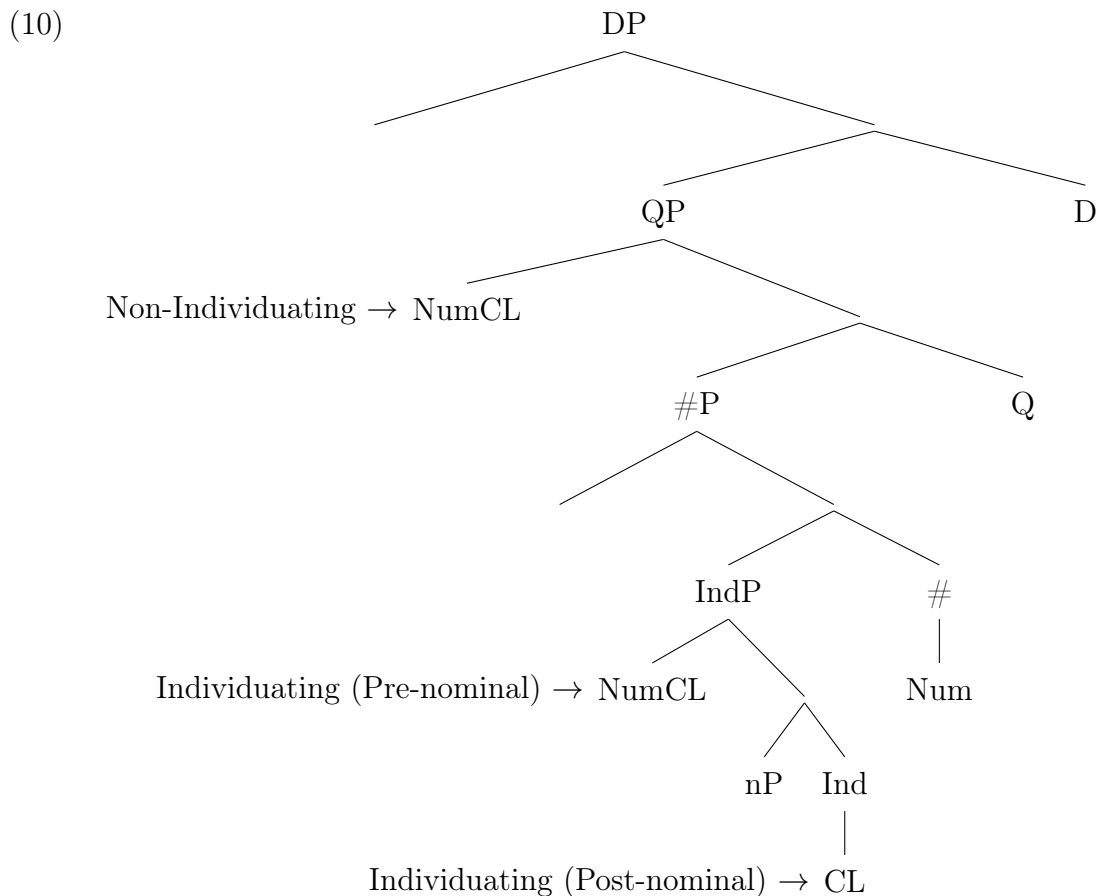 (10)
DP
QP D
Non-Individuating → NumCL
#P Q
IndP #
Individuating (Pre-nominal) → NumCL Num
nP Ind
Individuating (Post-nominal) → CL